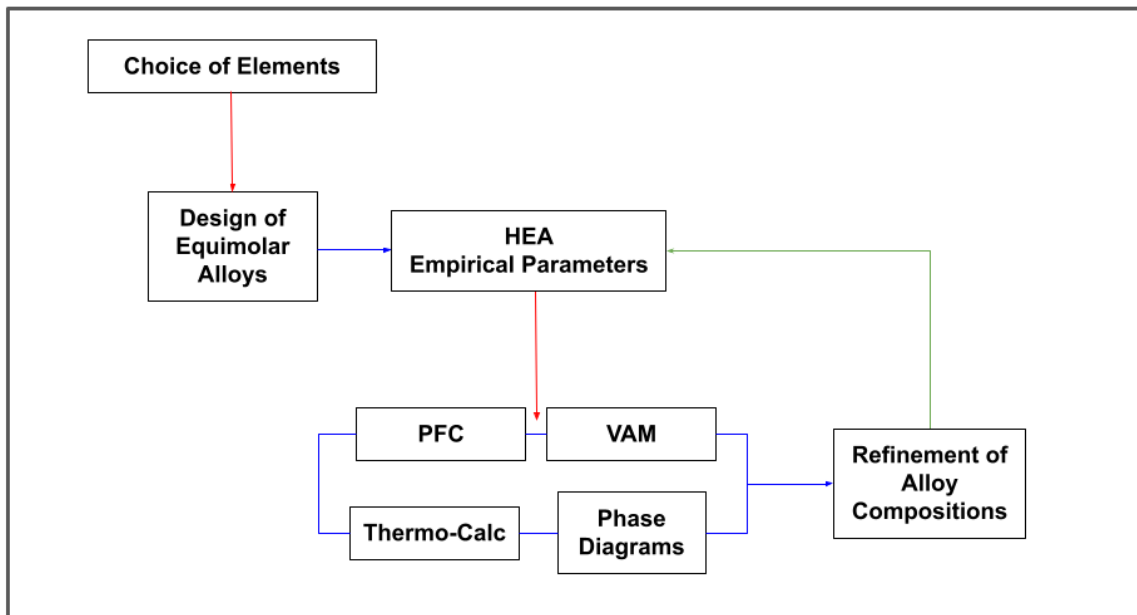 Choice of Elements
Design of
Equimolar
Alloys
HEA
Empirical Parameters
PFC
VAM
Thermo-Calc
Phase
Diagrams
Refinement of
Alloy
Compositions